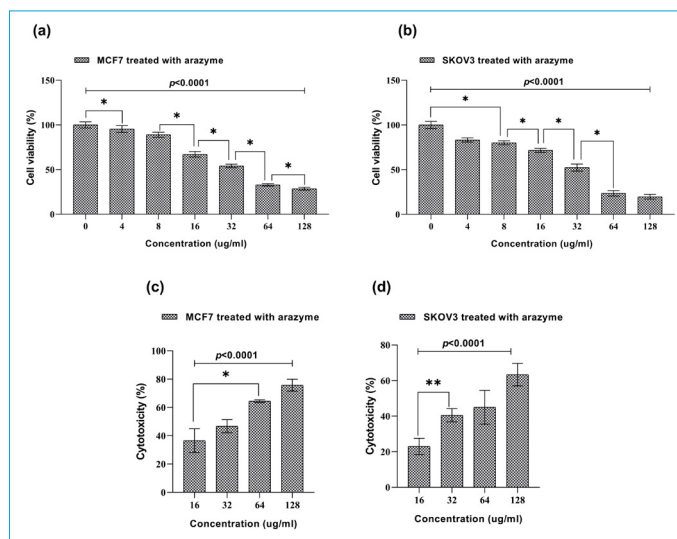 (a)
MCF7 treated with arazyme
p<0.0001
*
*
*
*
*
Cell viability (%)
150
100
50
0
0 4 8 16 32 64 128
Concentration (ug/ml)
(b)
SKOV3 treated with arazyme
p<0.0001
*
*
*
*
Cell viability (%)
150
100
50
0
0 4 8 16 32 64 128
Concentration (ug/ml)
(c)
MCF7 treated with arazyme
p<0.0001
*
Cytotoxicity (%)
100
80
60
40
20
0
16 32 64 128
Concentration (ug/ml)
(d)
SKOV3 treated with arazyme
p<0.0001
**
Cytotoxicity (%)
60
40
20
0
80
16 32 64 128
Concentration (ug/ml)